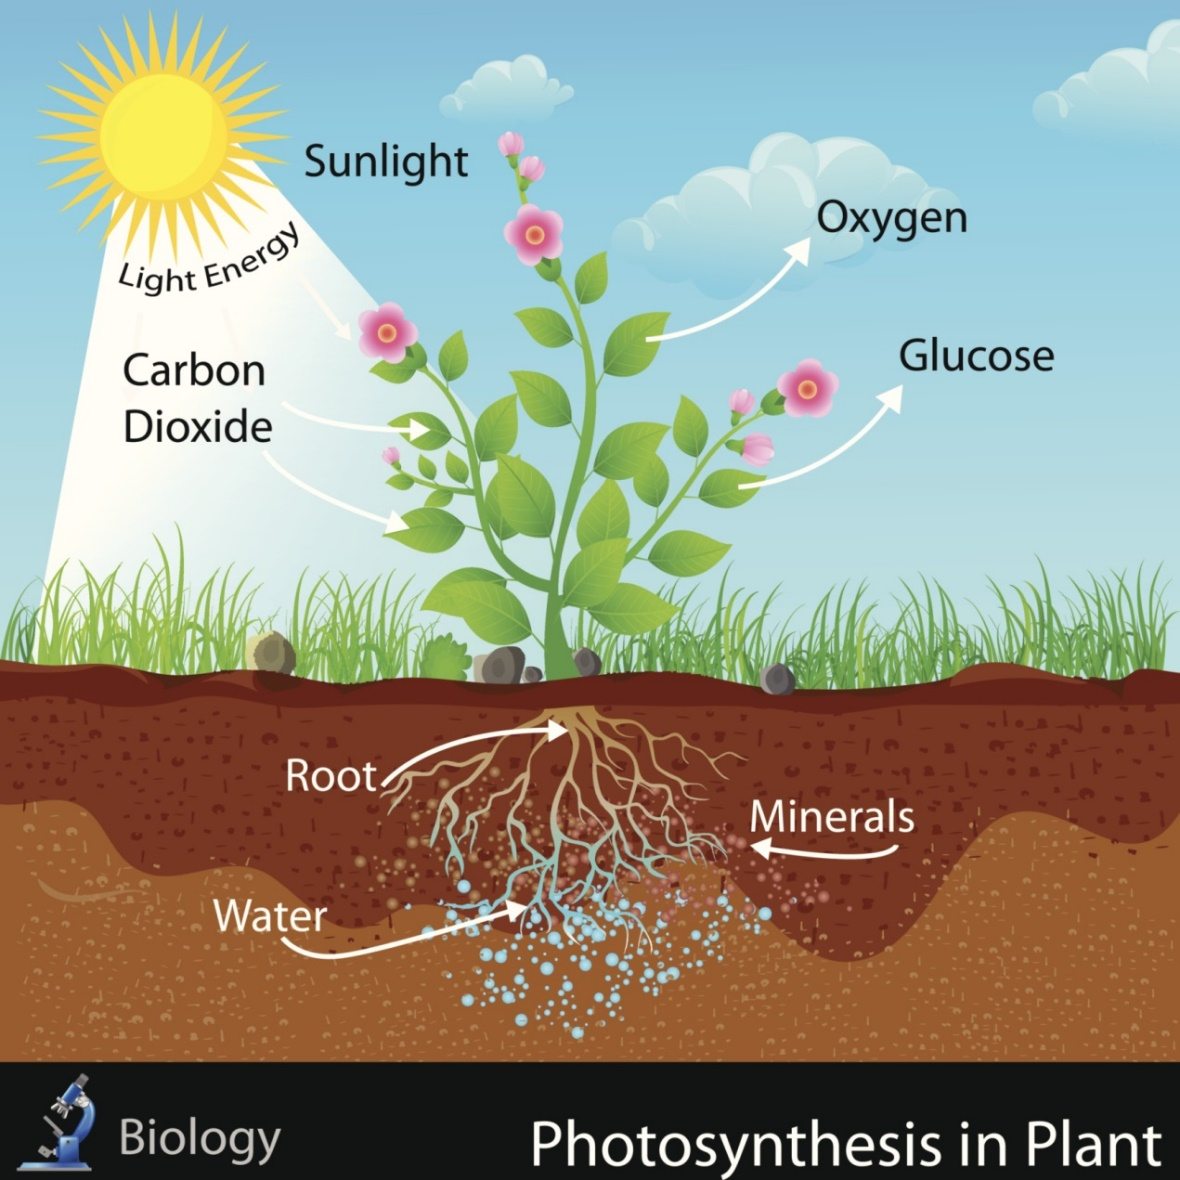 Sunlight
Oxygen
Light Energy
Glucose
Carbon
Dioxide
Root
Minerals
Water
Biology
Photosynthesis in Plant